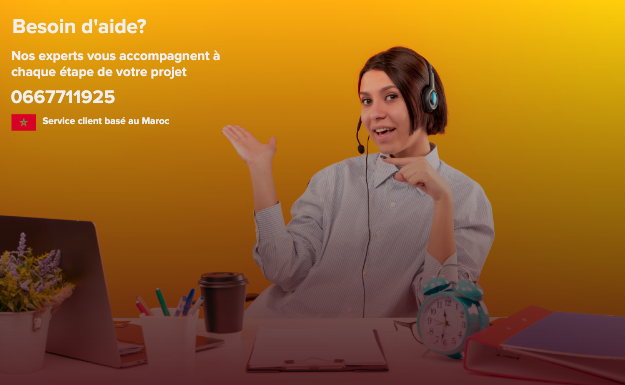 Besoin d'aide?
Nos experts vous accompagnent à
chaque étape de votre projet
0667711925
Service client basé au Maroc